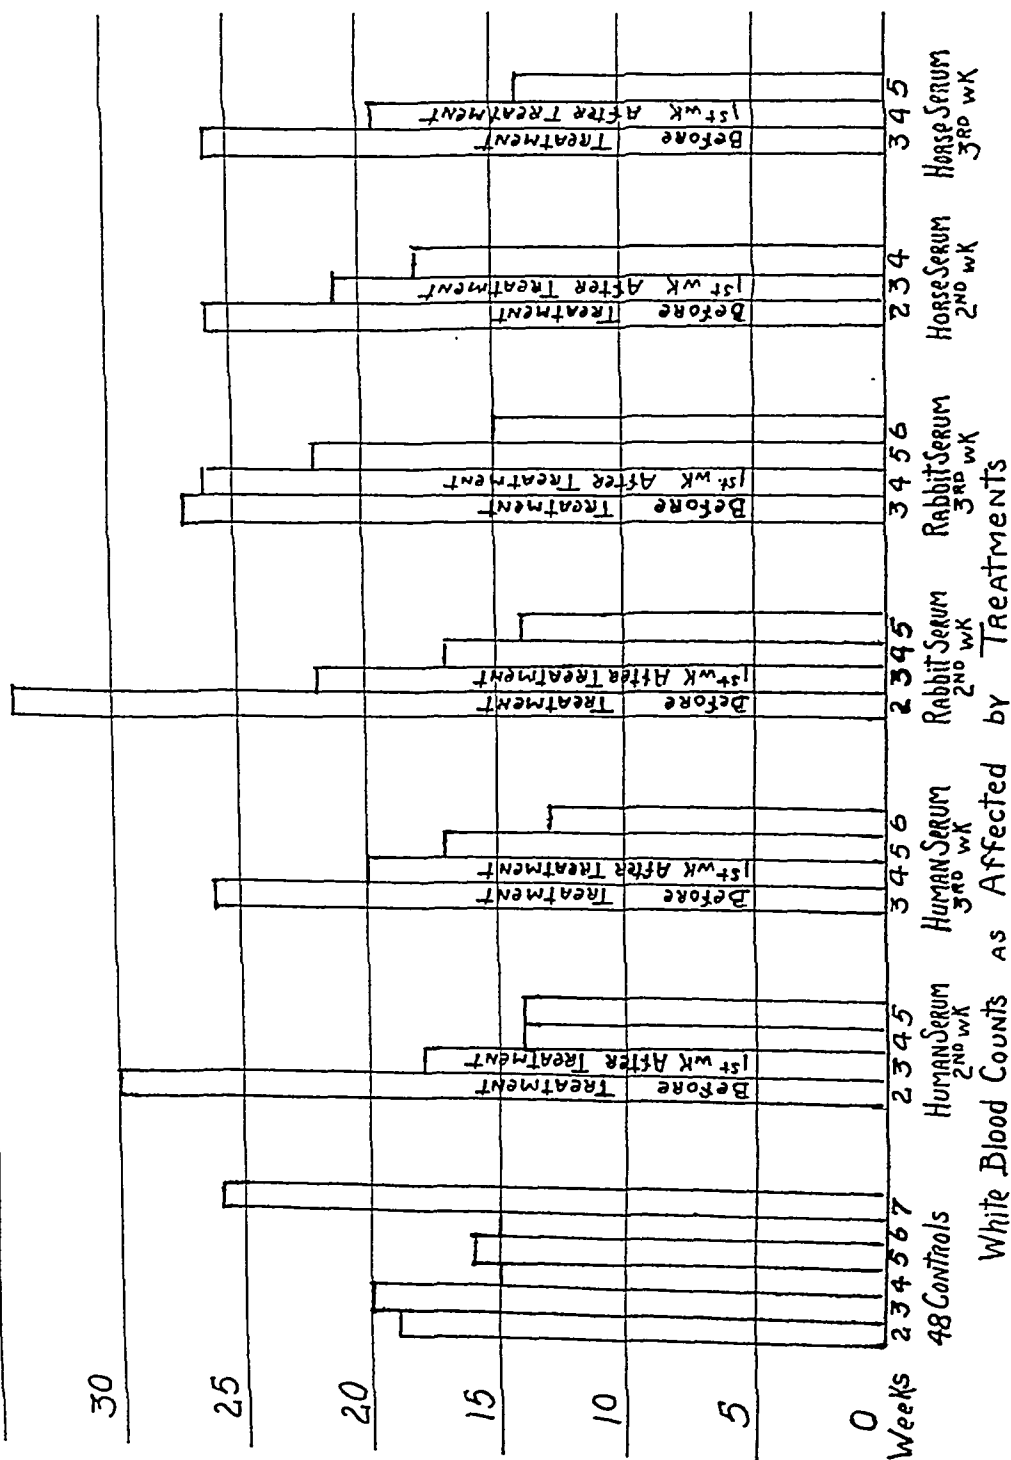 30
25
20
15
10
5
0
Weeks
2 3 4 5 6 7
2 3 4 5
3 4 5 6
2 3 4 5
3 4 5 6
2 3 4
3 4 5
Before Treatment
1st wk After Treatment
Before Treatment
1st wk After Treatment
Before Treatment
1st wk After Treatment
Before Treatment
1st wk After Treatment
Before Treatment
1st wk After Treatment
Before Treatment
1st wk After Treatment
48 Controls
Human Serum
2ND wK
Human Serum
3RD wK
Rabbit Serum
2ND wK
Rabbit Serum
3RD wK
Horse Serum
2ND wK
Horse Serum
3RD wK
White Blood Counts as Affected by Treatments